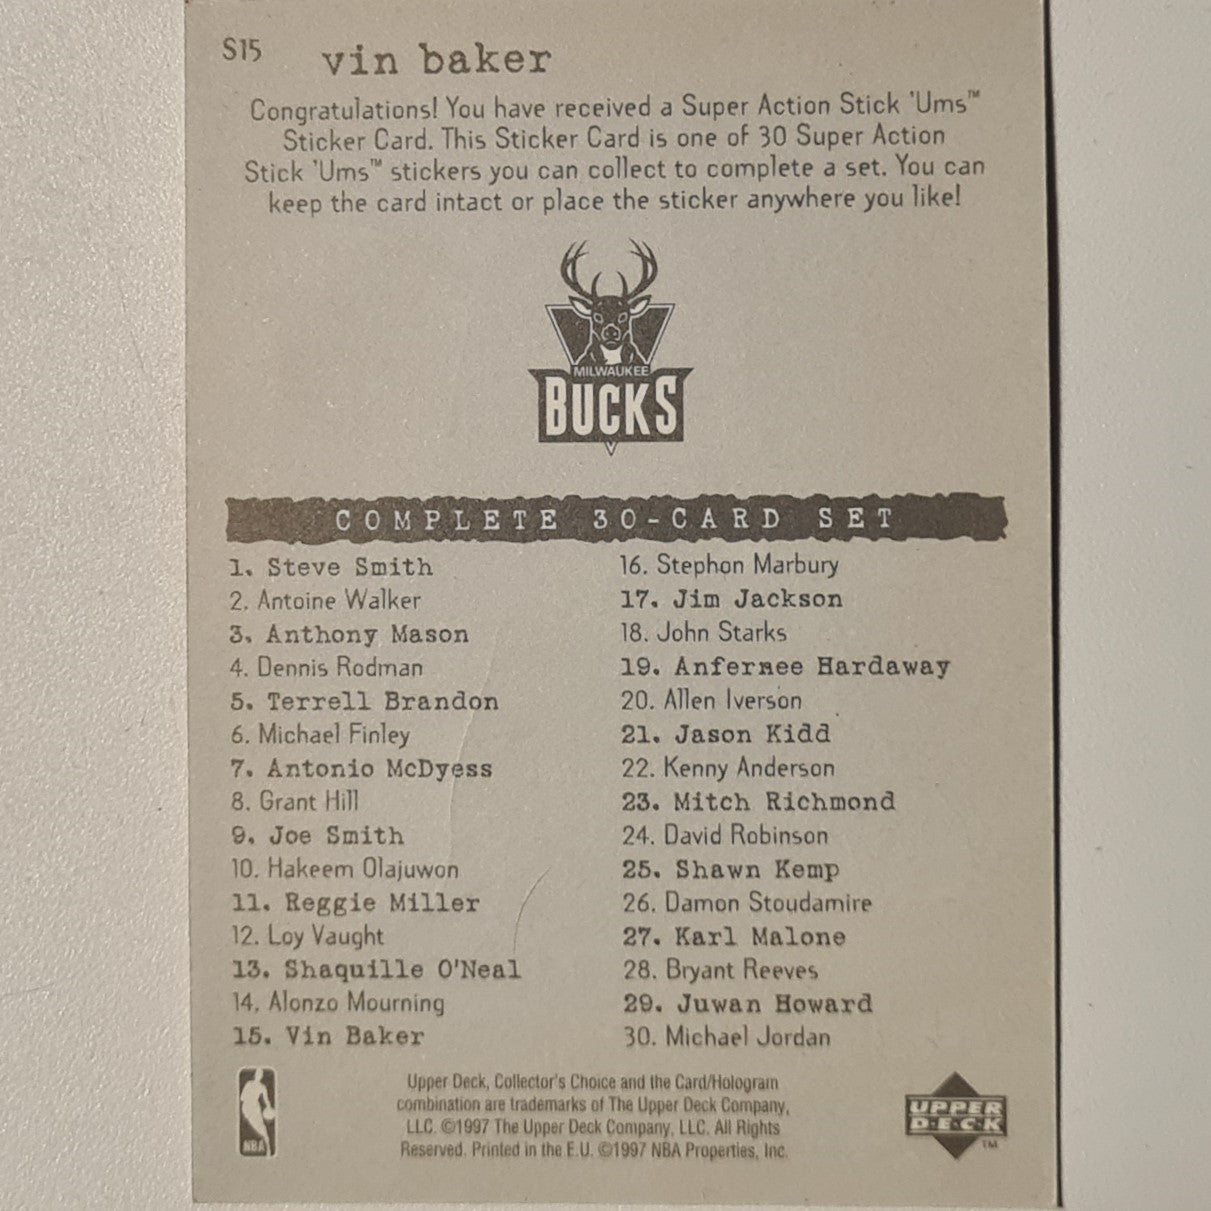 S15 vin baker
Congratulations! You have received a Super Action Stick 'Ums™
Sticker Card. This Sticker Card is one of 30 Super Action
Stick 'Ums™ stickers you can collect to complete a set. You can
keep the card intact or place the sticker anywhere you like!
MILWAUKEE
BUCKS
COMPLETE 30-CARD SET
1. Steve Smith
2. Antoine Walker
3. Anthony Mason
4. Dennis Rodman
5. Terrell Brandon
6. Michael Finley
7. Antonio McDyess
8. Grant Hill
9. Joe Smith
10. Hakeem Olajuwon
11. Reggie Miller
12. Loy Vaught
13. Shaquille O'Neal
14. Alonzo Mourning
15. Vin Baker
16. Stephon Marbury
17. Jim Jackson
18. John Starks
19. Anfernee Hardaway
20. Allen Iverson
21. Jason Kidd
22. Kenny Anderson
23. Mitch Richmond
24. David Robinson
25. Shawn Kemp
26. Damon Stoudamire
27. Karl Malone
28. Bryant Reeves
29. Juwan Howard
30. Michael Jordan
NBA
Upper Deck, Collector's Choice and the Card/Hologram
combination are trademarks of The Upper Deck Company,
LLC. ©1997 The Upper Deck Company, LLC. All Rights
Reserved. Printed in the E.U. ©1997 NBA Properties, Inc.
UPPER
D·E·C·K
™